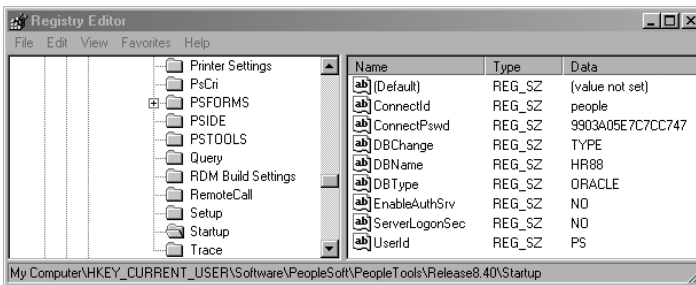 Registry Editor
File Edit View Favorites Help
Printer Settings
PsCri
PSFORMS
PSIDE
PSTOOLS
Query
RDM Build Settings
RemoteCall
Setup
Startup
Trace
Name Type Data
(Default) REG_SZ (value not set)
ConnectId REG_SZ people
ConnectPswd REG_SZ 9903A05E7C7CC747
DBChange REG_SZ TYPE
DBName REG_SZ HR88
DBType REG_SZ ORACLE
EnableAuthSrv REG_SZ NO
ServerLogonSec REG_SZ NO
UserId REG_SZ PS
My Computer\HKEY_CURRENT_USER\Software\PeopleSoft\PeopleTools\Release8.40\Startup